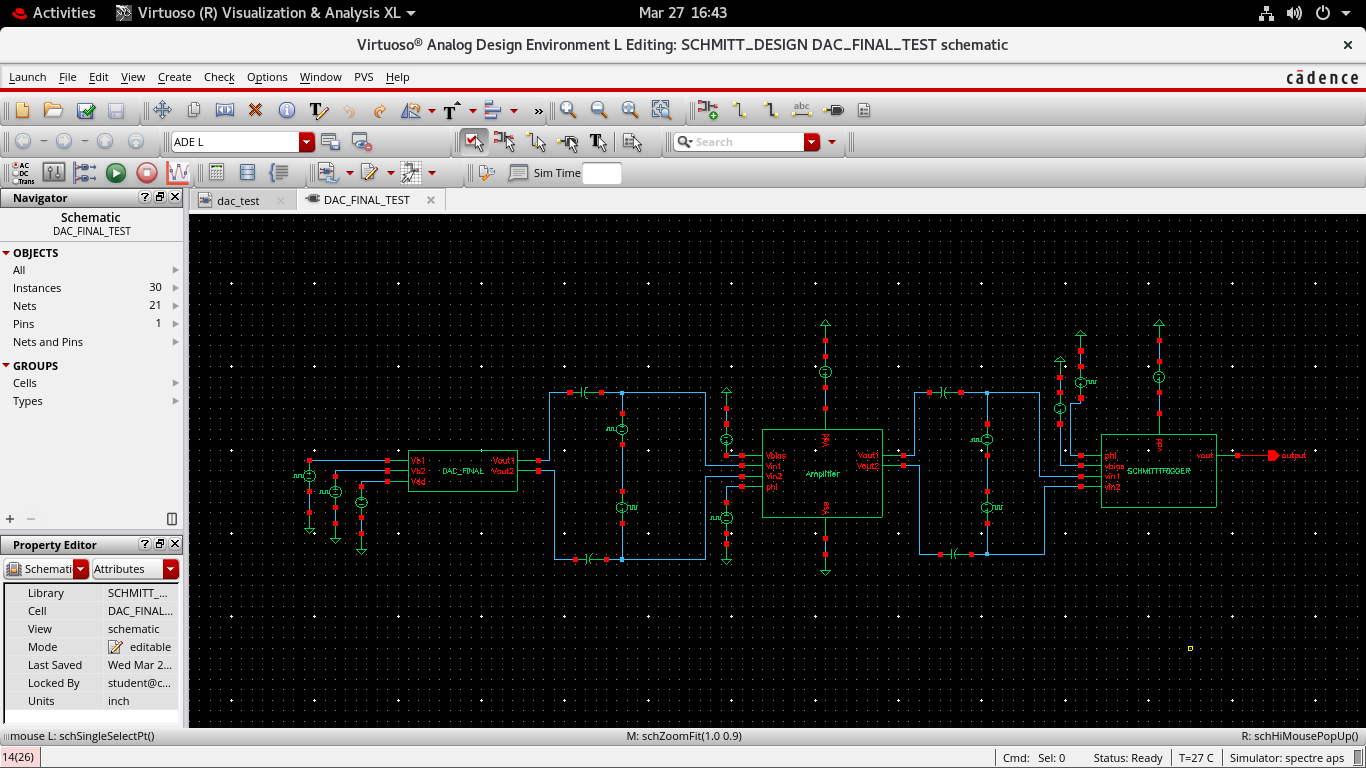 Activities Virtuoso (R) Visualization & Analysis XL Mar 27 16:43
Virtuoso® Analog Design Environment L Editing: SCHMITT_DESIGN DAC_FINAL_TEST schematic
Launch File Edit View Create Check Options Window PVS Help cādence
T T » abc
ADE L T Search
AC DC Trans Sim Time
Navigator ? dac_test DAC_FINAL_TEST
Schematic
DAC_FINAL_TEST
OBJECTS
All
Instances 30
Nets 21
Pins 1
Nets and Pins
GROUPS
Cells
Types
Vb1 Vout1
Vb2 DAC_FINAL Vout2
Vdd
Vdd
Vbias Vout1
Vin1 Vout2
Vin2 Amplifier
phi
vdd
phi vout output
vbias SCHMITTTRIGGER
vin1
vin2
Property Editor ?
Schemati Attributes
Library SCHMITT_...
Cell DAC_FINAL...
View schematic
Mode editable
Last Saved Wed Mar 2...
Locked By student@c...
Units inch
mouse L: schSingleSelectPt() M: schZoomFit(1.0 0.9) R: schHiMousePopUp()
14(26) Cmd: Sel: 0 Status: Ready T=27 C Simulator: spectre aps